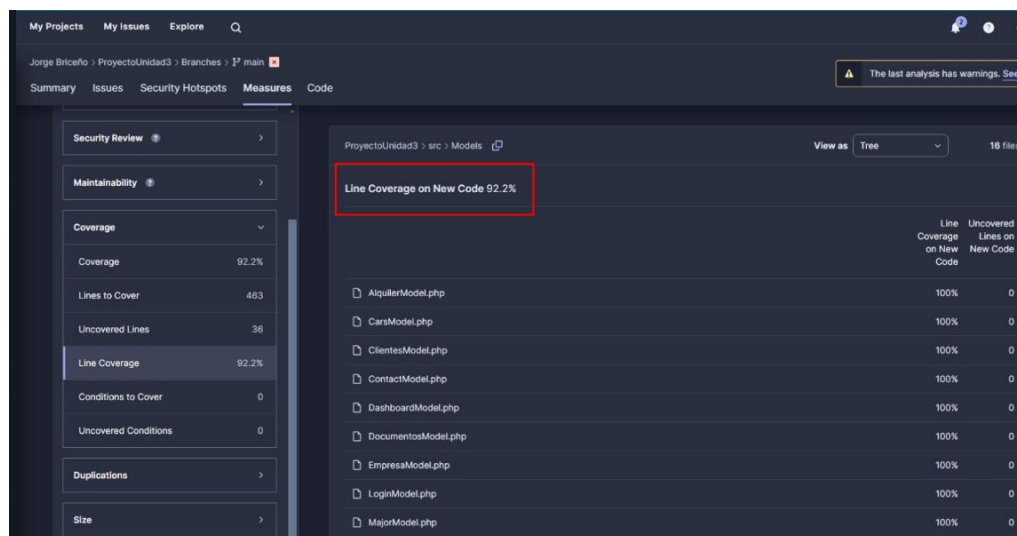 My Projects My Issues Explore
2
Jorge Briceño > ProyectoUnidad3 > Branches > main
The last analysis has warnings. See
Summary Issues Security Hotspots Measures Code
Security Review
Maintainability
Coverage
Coverage 92.2%
Lines to Cover 463
Uncovered Lines 36
Line Coverage 92.2%
Conditions to Cover 0
Uncovered Conditions 0
Duplications
Size
ProyectoUnidad3 > src > Models
View as Tree 16 files
Line Coverage on New Code 92.2%
Line Coverage on New Code
Uncovered Lines on New Code
AlquilerModel.php 100% 0
CarsModel.php 100% 0
ClientesModel.php 100% 0
ContactModel.php 100% 0
DashboardModel.php 100% 0
DocumentosModel.php 100% 0
EmpresaModel.php 100% 0
LoginModel.php 100% 0
MajorModel.php 100% 0